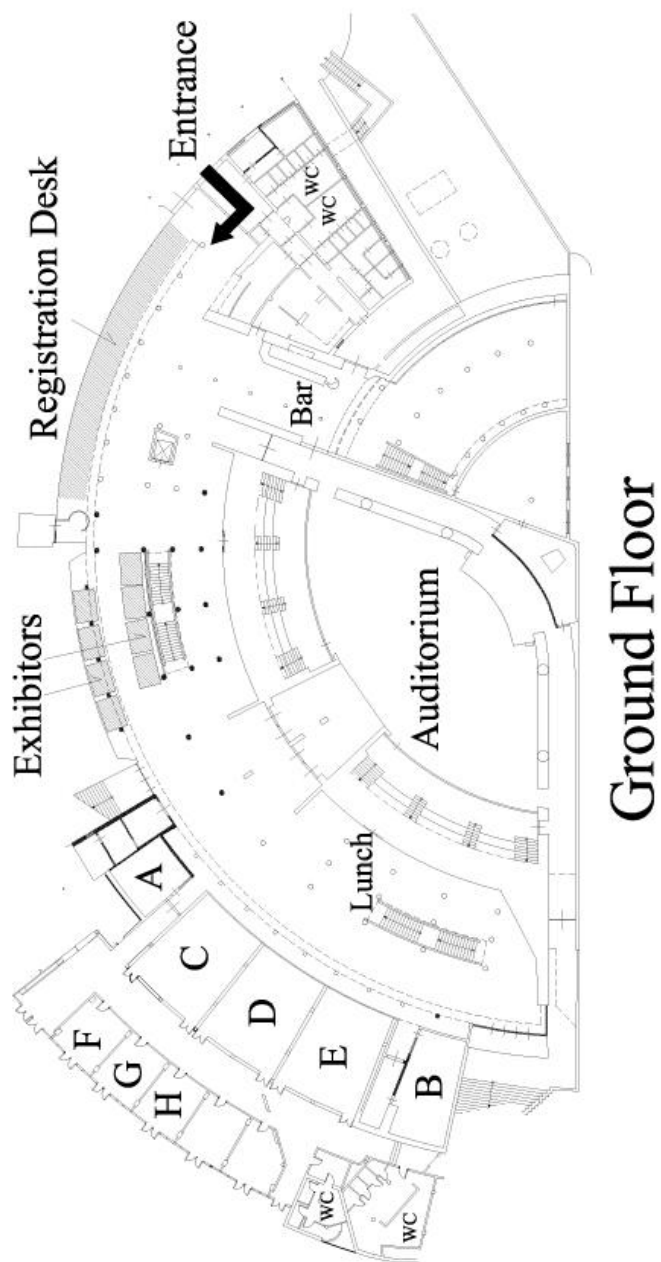 Entrance
Registration Desk
Exhibitors
WC
WC
Bar
Auditorium
Lunch
A
C
D
E
B
F
G
H
WC
WC
Ground Floor